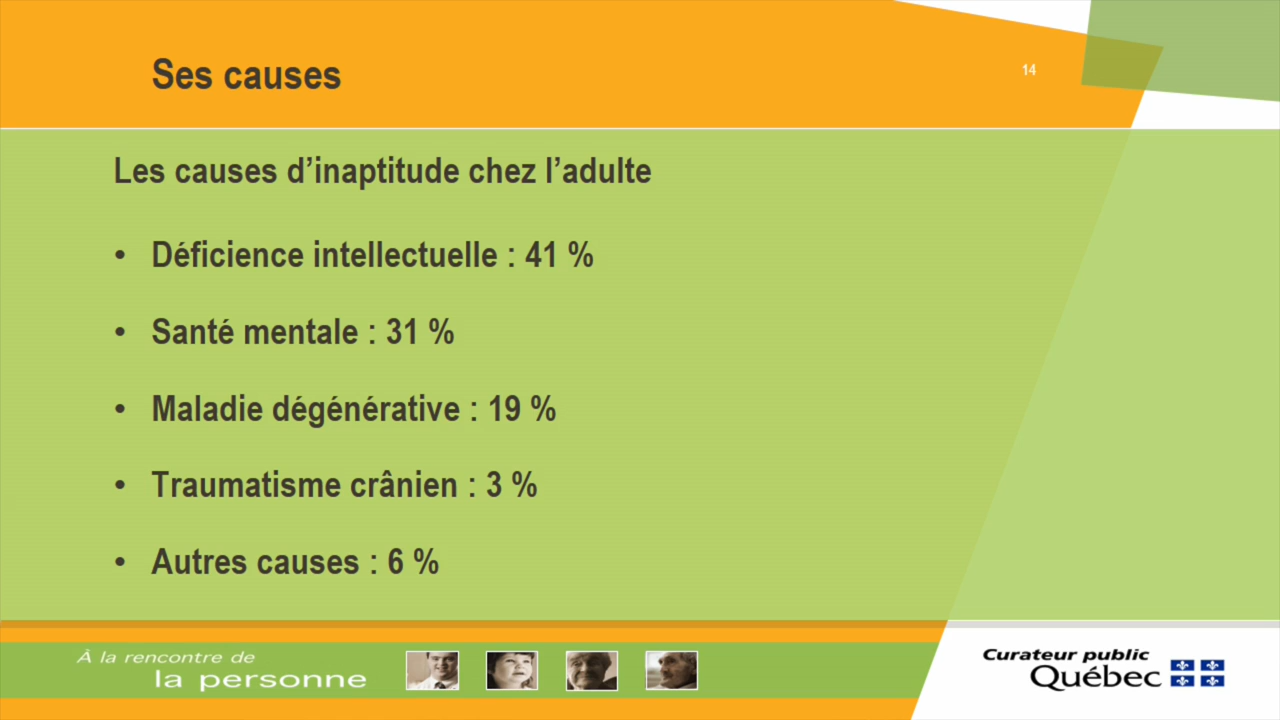 Ses causes
14
Les causes d’inaptitude chez l’adulte
• Déficience intellectuelle : 41 %
• Santé mentale : 31 %
• Maladie dégénérative : 19 %
• Traumatisme crânien : 3 %
• Autres causes : 6 %
À la rencontre de
la personne
Curateur public
Québec